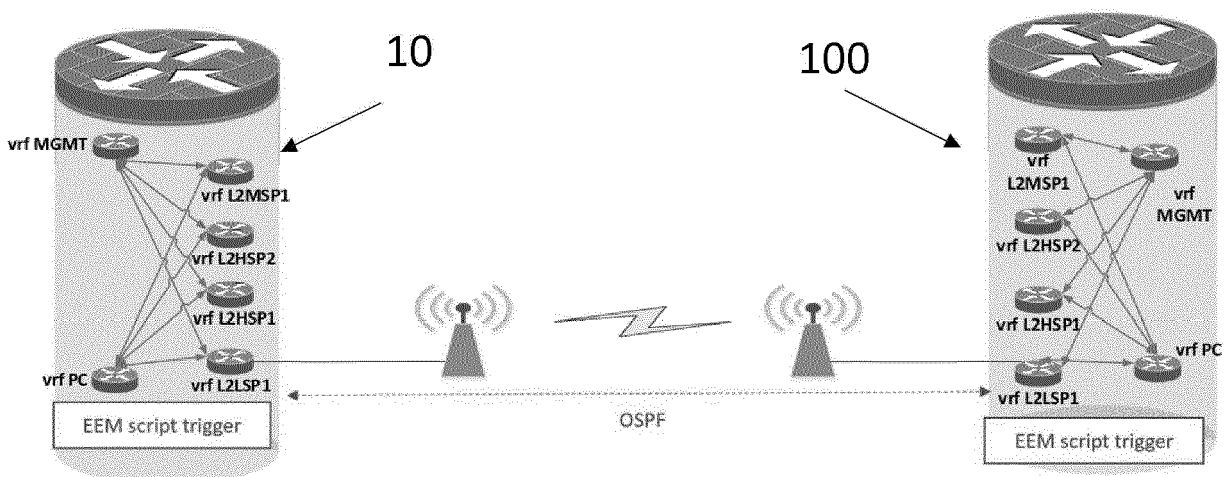 10
100
vrf MGMT
vrf L2MSP1
vrf L2HSP2
vrf L2HSP1
vrf PC
vrf L2LSP1
EEM script trigger
OSPF
vrf
L2MSP1
vrf
MGMT
vrf L2HSP2
vrf L2HSP1
vrf PC
vrf L2LSP1
EEM script trigger